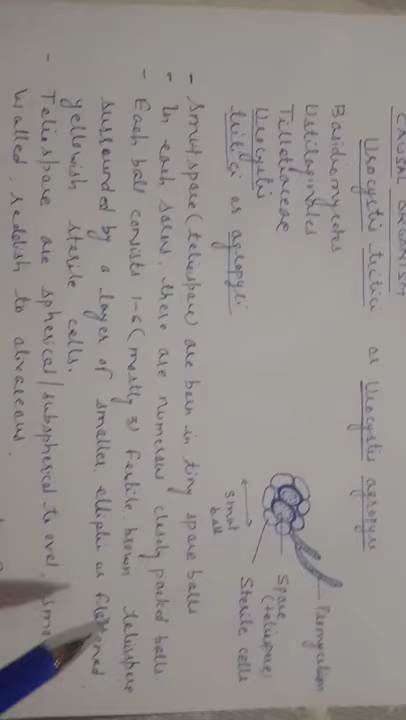 CAUSAL ORGANISM
Urocystis tritici or Urocystis agropyri
Basidiomycotes
Ustilaginales
Tilletiaceae
Urocystis
tritici or agropyri
Promycelium
Spore
(teliospore)
Sterile cells
Smut
ball
- Smut spore (teliospore) are born in tiny spore balls
- In each sorus, there are numerous closely packed balls
- Each ball consists 1-6 (mostly 3) fertile brown teliospore
surrounded by a layer of smaller elliptic or flattened
yellowish sterile cells.
- Teliospore are spherical/subspherical to oval,
walled, reddish to olivaceous.